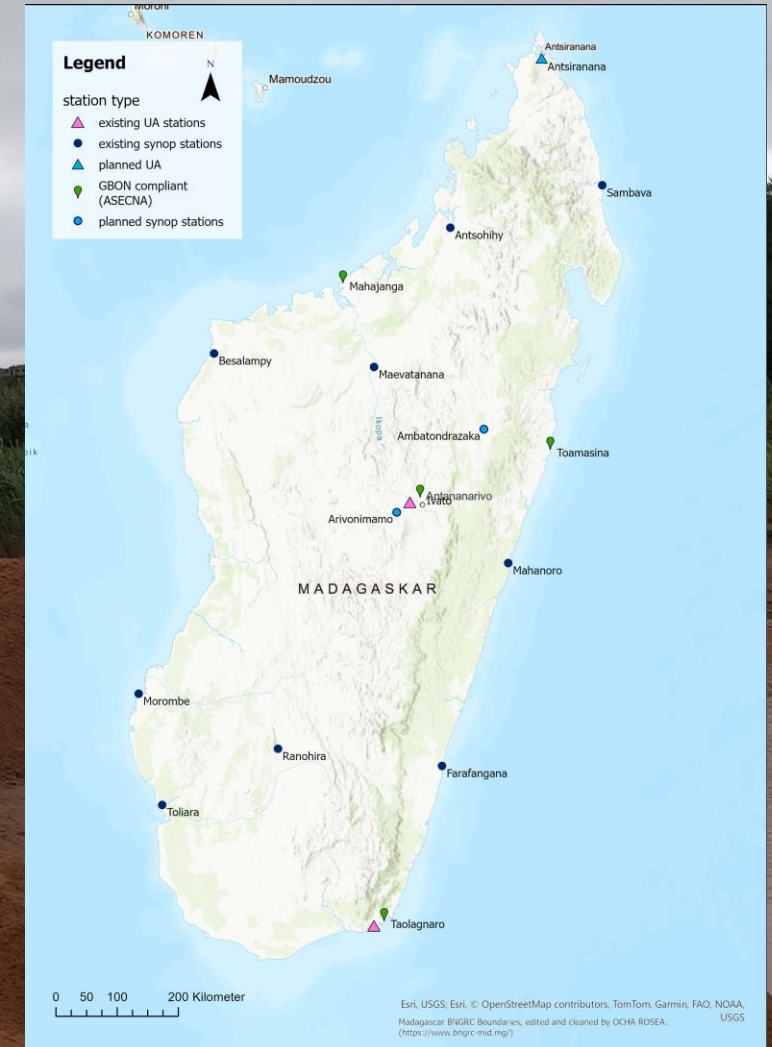 Moroni
KOMOREN
Mamoudzou
Legend
N
station type
existing UA stations
existing synop stations
planned UA
GBON compliant
(ASECNA)
planned synop stations
Antsiranana
Antsiranana
Sambava
Antsohihy
Mahajanga
Besalampy
Maevatanana
Ikopa
Ambatondrazaka
Toamasina
Antananarivo
Ivato
Arivonimamo
Mahanoro
MADAGASKAR
Morombe
Ranohira
Farafangana
Toliara
Taolagnaro
0 50 100 200 Kilometer
Esri, USGS; Esri, © OpenStreetMap contributors, TomTom, Garmin, FAO, NOAA,
USGS
Madagascar BNGRC Boundaries, edited and cleaned by OCHA ROSEA.
(https://www.bngrc-mid.mg/)